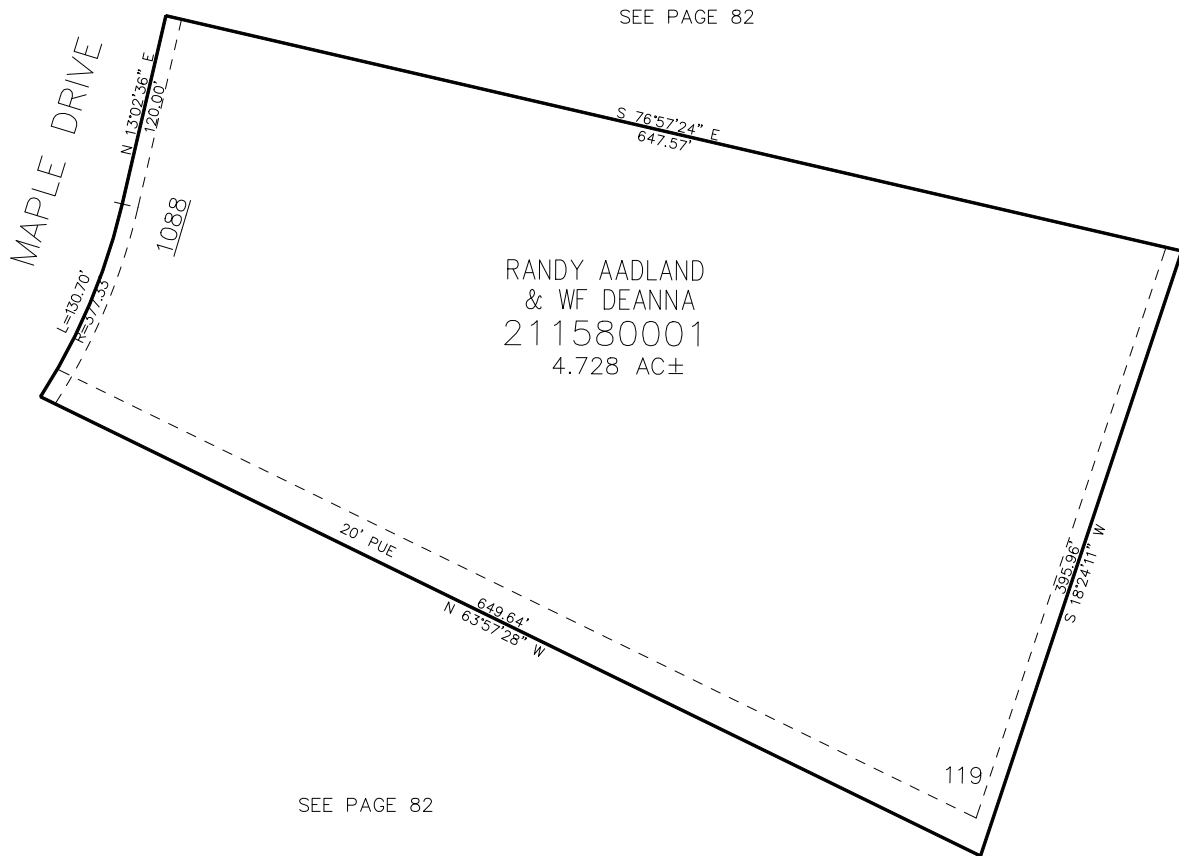 SEE PAGE 82
MAPLE DRIVE
N 13°02'36" E
120.00'
S 76°57'24" E
647.57'
1088
L=130.70'
R=377.33'
RANDY AADLAND
& WF DEANNA
211580001
4.728 AC±
395.96'
S 18°24'11" W
20' PUE
649.64'
N 63°57'28" W
119
SEE PAGE 82